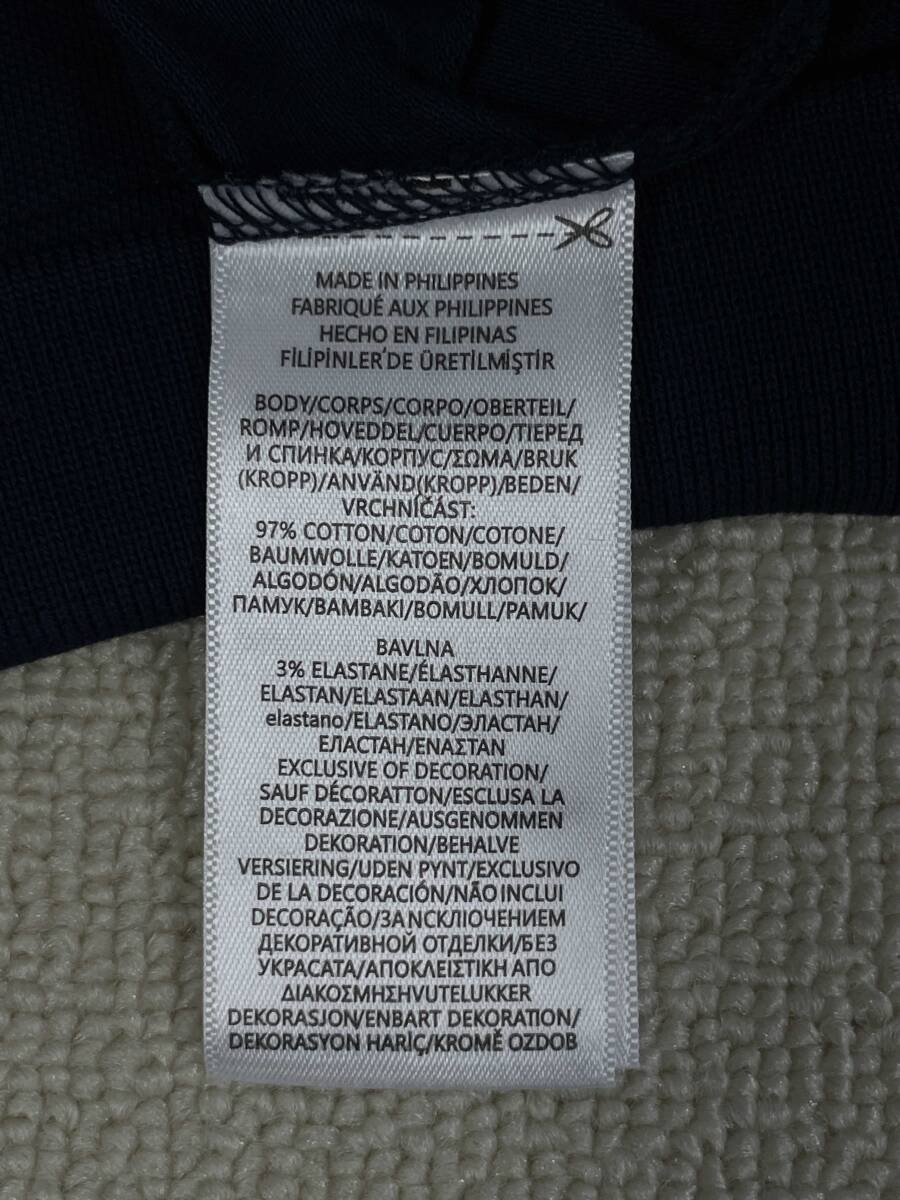 MADE IN PHILIPPINES
FABRIQUÉ AUX PHILIPPINES
HECHO EN FILIPINAS
FİLİPİNLER'DE ÜRETİLMİŞTİR
BODY/CORPS/CORPO/OBERTEIL/
ROMP/HOVEDDEL/CUERPO/ТІЕРЕД
И СПИНКА/КОРПУС/ΣΩΜΑ/BRUK
(KROPP)/ANVÄND(KROPP)/BEDEN/
VRCHNÍČÁST:
97% COTTON/COTON/COTONE/
BAUMWOLLE/KATOEN/BOMULD/
ALGODÓN/ALGODÃO/ХЛОПОК/
ПАМУК/BAMBAKİ/BOMULL/PAMUK/
BAVLNA
3% ELASTANE/ÉLASTHANNE/
ELASTAN/ELASTAAN/ELASTHAN/
elastano/ELASTANO/ЭЛАСТАН/
ЕЛАСТАН/ΕΝΑΣΤΑΝ
EXCLUSIVE OF DECORATION/
SAUF DÉCORATTON/ESCLUSA LA
DECORAZIONE/AUSGENOMMEN
DEKORATION/BEHALVE
VERSIERING/UDEN PYNT/EXCLUSIVO
DE LA DECORACIÓN/NÃO INCLUI
DECORAÇÃO/ЗА NCKЛIOЧEHИEM
ДЕКОРАТИВНОЙ ОТДЕЛКИ/БЕЗ
УКРАСАТА/ΑΠΟΚΛΕΙΣΤΙΚΗ ΑΠΟ
ΔΙΑΚΟΣΜΗΣΗVUTELUKKER
DEKORASJON/ENBART DEKORATION/
DEKORASYON HARİÇ/KROMĚ OZDOB